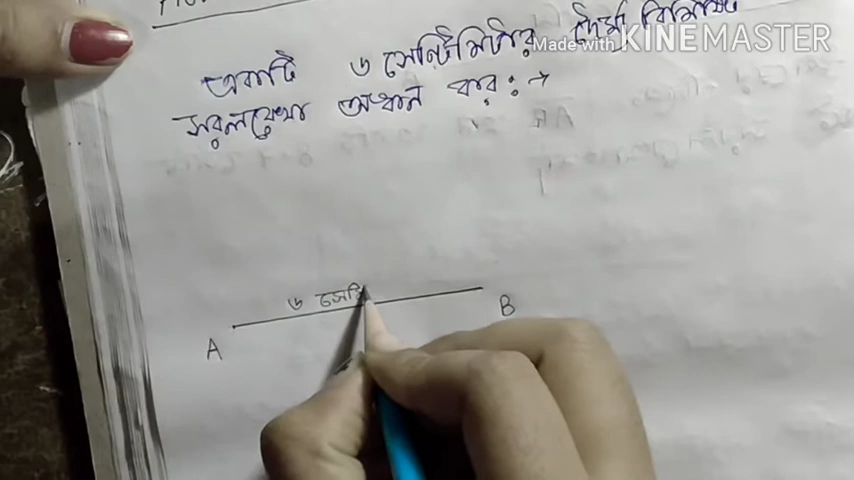 একটি ৬ সেন্টিমিটার দৈর্ঘ্য বিশিষ্ট
Made with KINEMASTER
সরলরেখা অঙ্কন কর:→
৬ সেন্টি
A
B